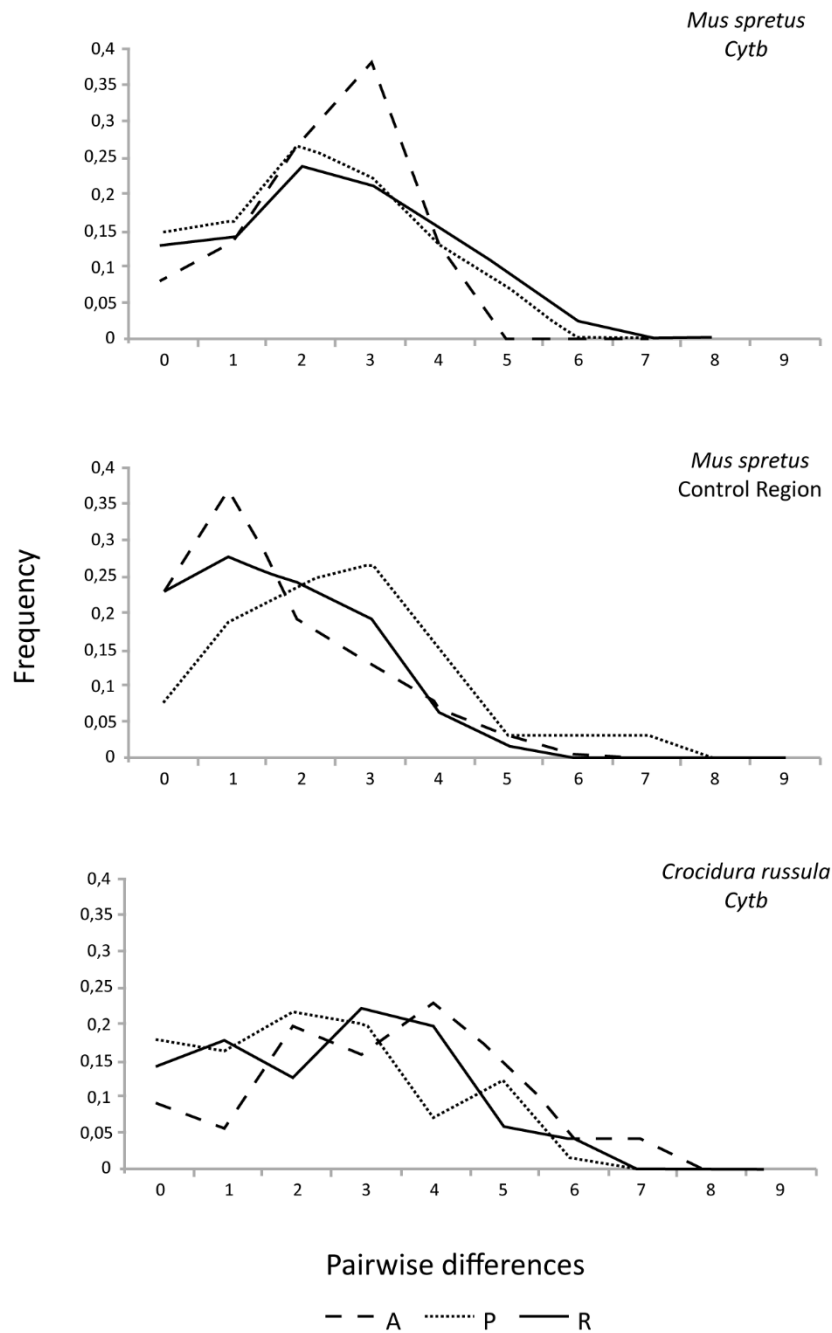 Mus spretus
Cytb
0,4
0,35
0,3
0,25
0,2
0,15
0,1
0,05
0
0 1 2 3 4 5 6 7 8 9
Mus spretus
Control Region
0,4
0,35
0,3
0,25
0,2
0,15
0,1
0,05
0
0 1 2 3 4 5 6 7 8 9
Frequency
Crocidura russula
Cytb
0,4
0,35
0,3
0,25
0,2
0,15
0,1
0,05
0
0 1 2 3 4 5 6 7 8 9
Pairwise differences
A P R